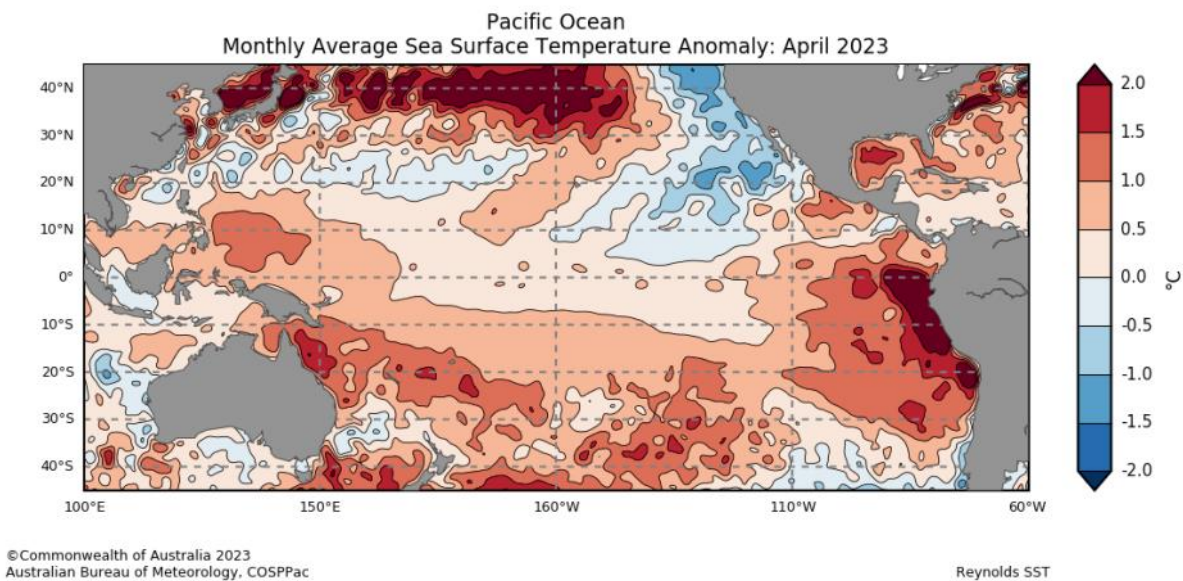 Pacific Ocean
Monthly Average Sea Surface Temperature Anomaly: April 2023
40°N
30°N
20°N
10°N
0°
10°S
20°S
30°S
40°S
100°E
150°E
160°W
110°W
60°W
2.0
1.5
1.0
0.5
0.0
-0.5
-1.0
-1.5
-2.0
°C
©Commonwealth of Australia 2023
Australian Bureau of Meteorology, COSPPac
Reynolds SST